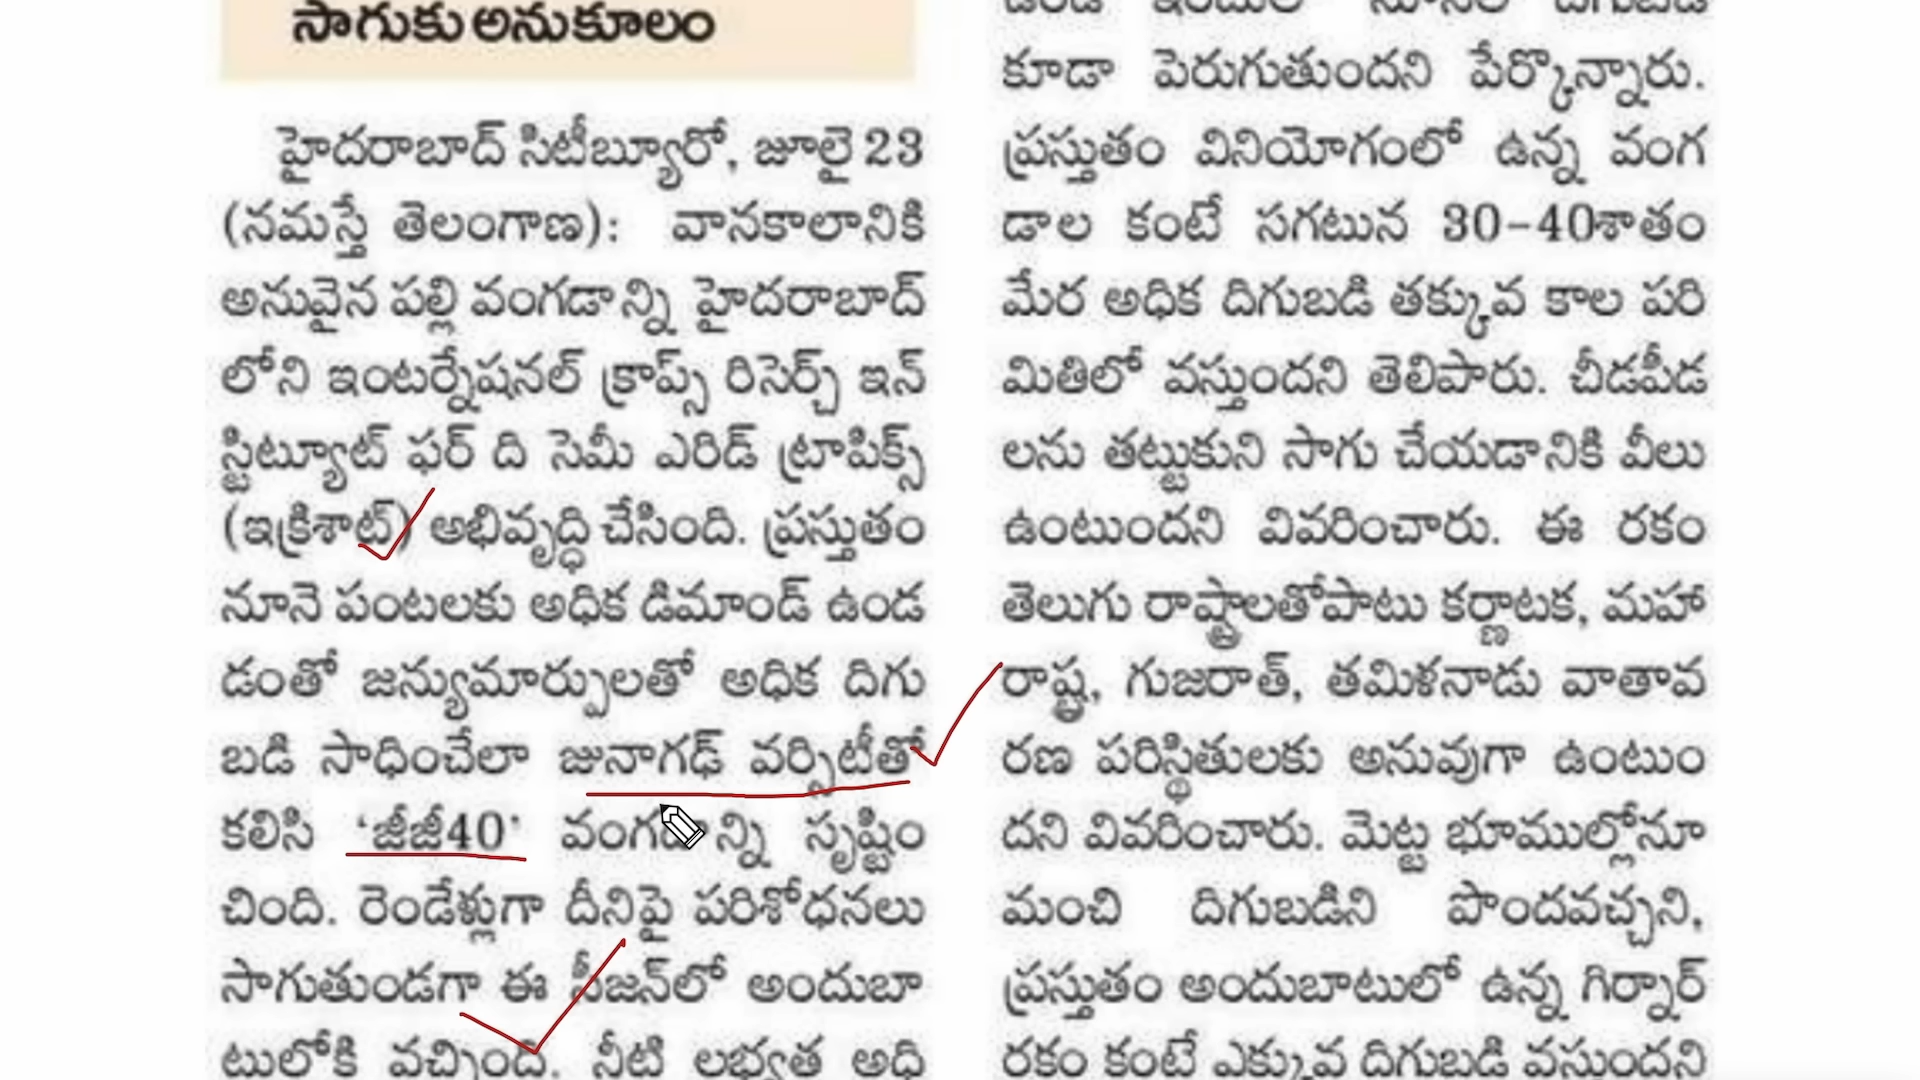 సాగుకు అనుకూలం
హైదరాబాద్ సిటీబ్యూరో, జూలై 23
(నమస్తే తెలంగాణ): వానకాలానికి
అనువైన పల్లి వంగడాన్ని హైదరాబాద్
లోని ఇంటర్నేషనల్ క్రాప్స్ రిసెర్చ్ ఇన్
స్టిట్యూట్ ఫర్ ది సెమీ ఎరిడ్ ట్రాపిక్స్
(ఇక్రిశాట్) అభివృద్ధి చేసింది. ప్రస్తుతం
నూనె పంటలకు అధిక డిమాండ్ ఉండ
డంతో జన్యుమార్పులతో అధిక దిగు
బడి సాధించేలా జునాగఢ్ వర్సిటీతో
కలిసి ‘జీజీ40’ వంగడాన్ని సృష్టిం
చింది. రెండేళ్లుగా దీనిపై పరిశోధనలు
సాగుతుండగా ఈ సీజన్‌లో అందుబా
టులోకి వచ్చింది. నీటి లభ్యత అధి
కూడా పెరుగుతుందని పేర్కొన్నారు.
ప్రస్తుతం వినియోగంలో ఉన్న వంగ
డాల కంటే సగటున 30-40శాతం
మేర అధిక దిగుబడి తక్కువ కాల పరి
మితిలో వస్తుందని తెలిపారు. చీడపీడ
లను తట్టుకుని సాగు చేయడానికి వీలు
ఉంటుందని వివరించారు. ఈ రకం
తెలుగు రాష్ట్రాలతోపాటు కర్ణాటక, మహా
రాష్ట్ర, గుజరాత్, తమిళనాడు వాతావ
రణ పరిస్థితులకు అనువుగా ఉంటుం
దని వివరించారు. మెట్ట భూముల్లోనూ
మంచి దిగుబడిని పొందవచ్చని,
ప్రస్తుతం అందుబాటులో ఉన్న గిర్నార్
రకం కంటే ఎక్కువ దిగుబడి వస్తుందని